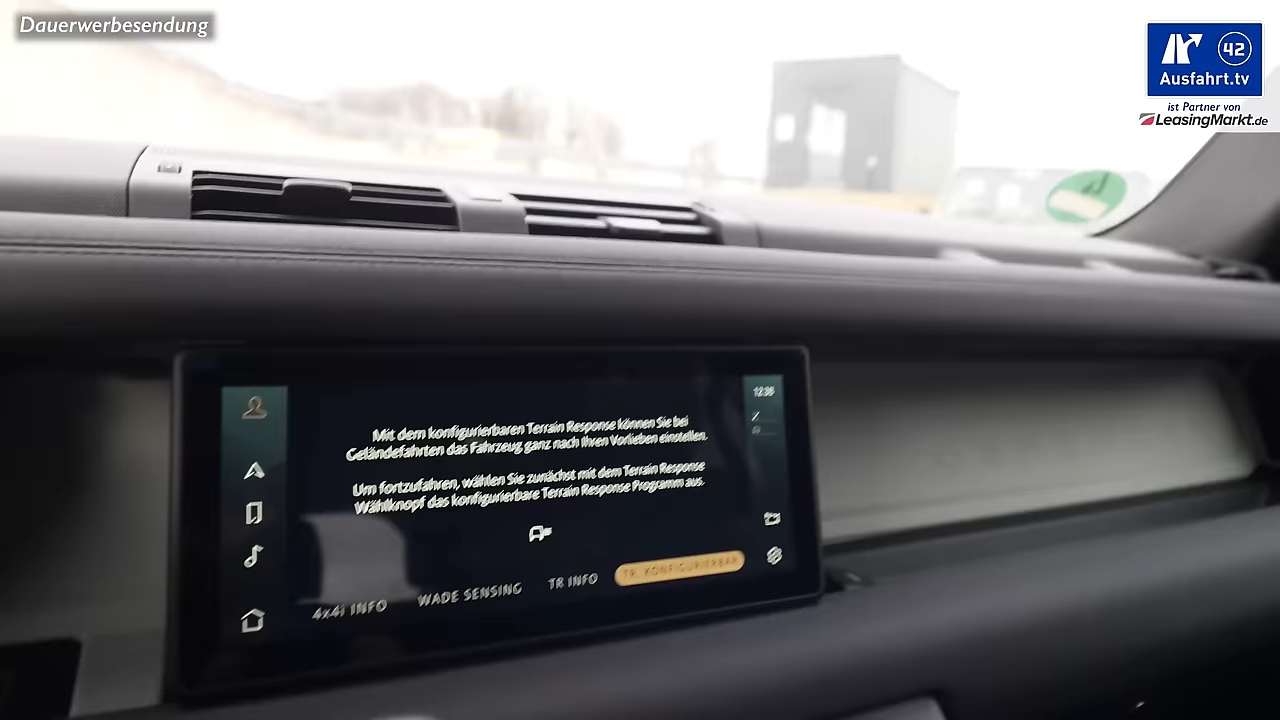 Dauerwerbesendung
42
Ausfahrt.tv
ist Partner von
LeasingMarkt.de
12:36
Mit dem konfigurierbaren Terrain Response können Sie bei
Geländefahrten das Fahrzeug ganz nach Ihren Vorlieben einstellen.
Um fortzufahren, wählen Sie zunächst mit dem Terrain Response
Wählknopf das konfigurierbare Terrain Response Programm aus.
4x4i INFO WADE SENSING TR INFO TR. KONFIGURIERBAR